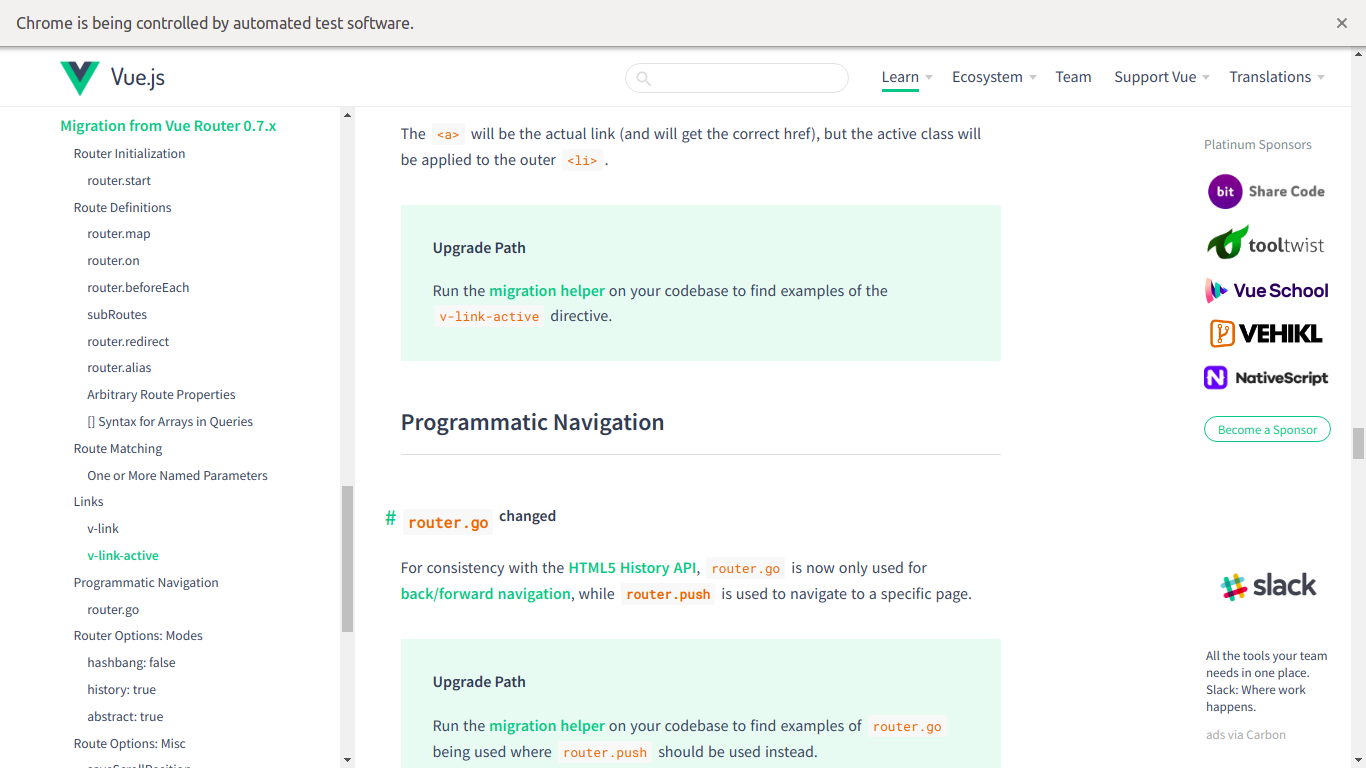 Chrome is being controlled by automated test software.
Vue.js
Learn
Ecosystem
Team
Support Vue
Translations
Migration from Vue Router 0.7.x
Router Initialization
router.start
Route Definitions
router.map
router.on
router.beforeEach
subRoutes
router.redirect
router.alias
Arbitrary Route Properties
[] Syntax for Arrays in Queries
Route Matching
One or More Named Parameters
Links
v-link
v-link-active
Programmatic Navigation
router.go
Router Options: Modes
hashbang: false
history: true
abstract: true
Route Options: Misc
saveScrollPosition
The <a> will be the actual link (and will get the correct href), but the active class will
be applied to the outer <li> .
Upgrade Path
Run the migration helper on your codebase to find examples of the
v-link-active directive.
Programmatic Navigation
# router.go changed
For consistency with the HTML5 History API, router.go is now only used for
back/forward navigation, while router.push is used to navigate to a specific page.
Upgrade Path
Run the migration helper on your codebase to find examples of router.go
being used where router.push should be used instead.
Platinum Sponsors
bit Share Code
tooltwist
Vue School
VEHIKL
NativeScript
Become a Sponsor
slack
All the tools your team
needs in one place.
Slack: Where work
happens.
ads via Carbon